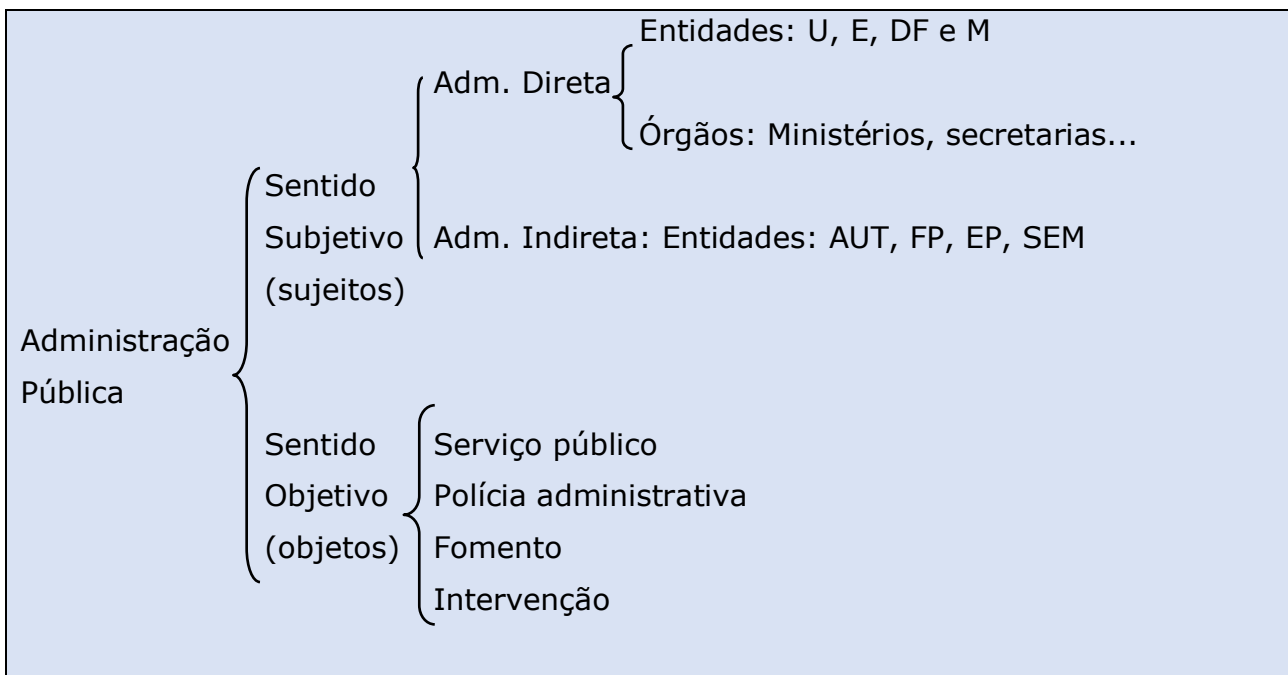 Entidades: U, E, DF e M
Adm. Direta
Órgãos: Ministérios, secretarias...
Sentido
Subjetivo
(sujeitos)
Adm. Indireta: Entidades: AUT, FP, EP, SEM
Administração
Pública
Sentido
Objetivo
(objetos)
Serviço público
Polícia administrativa
Fomento
Intervenção